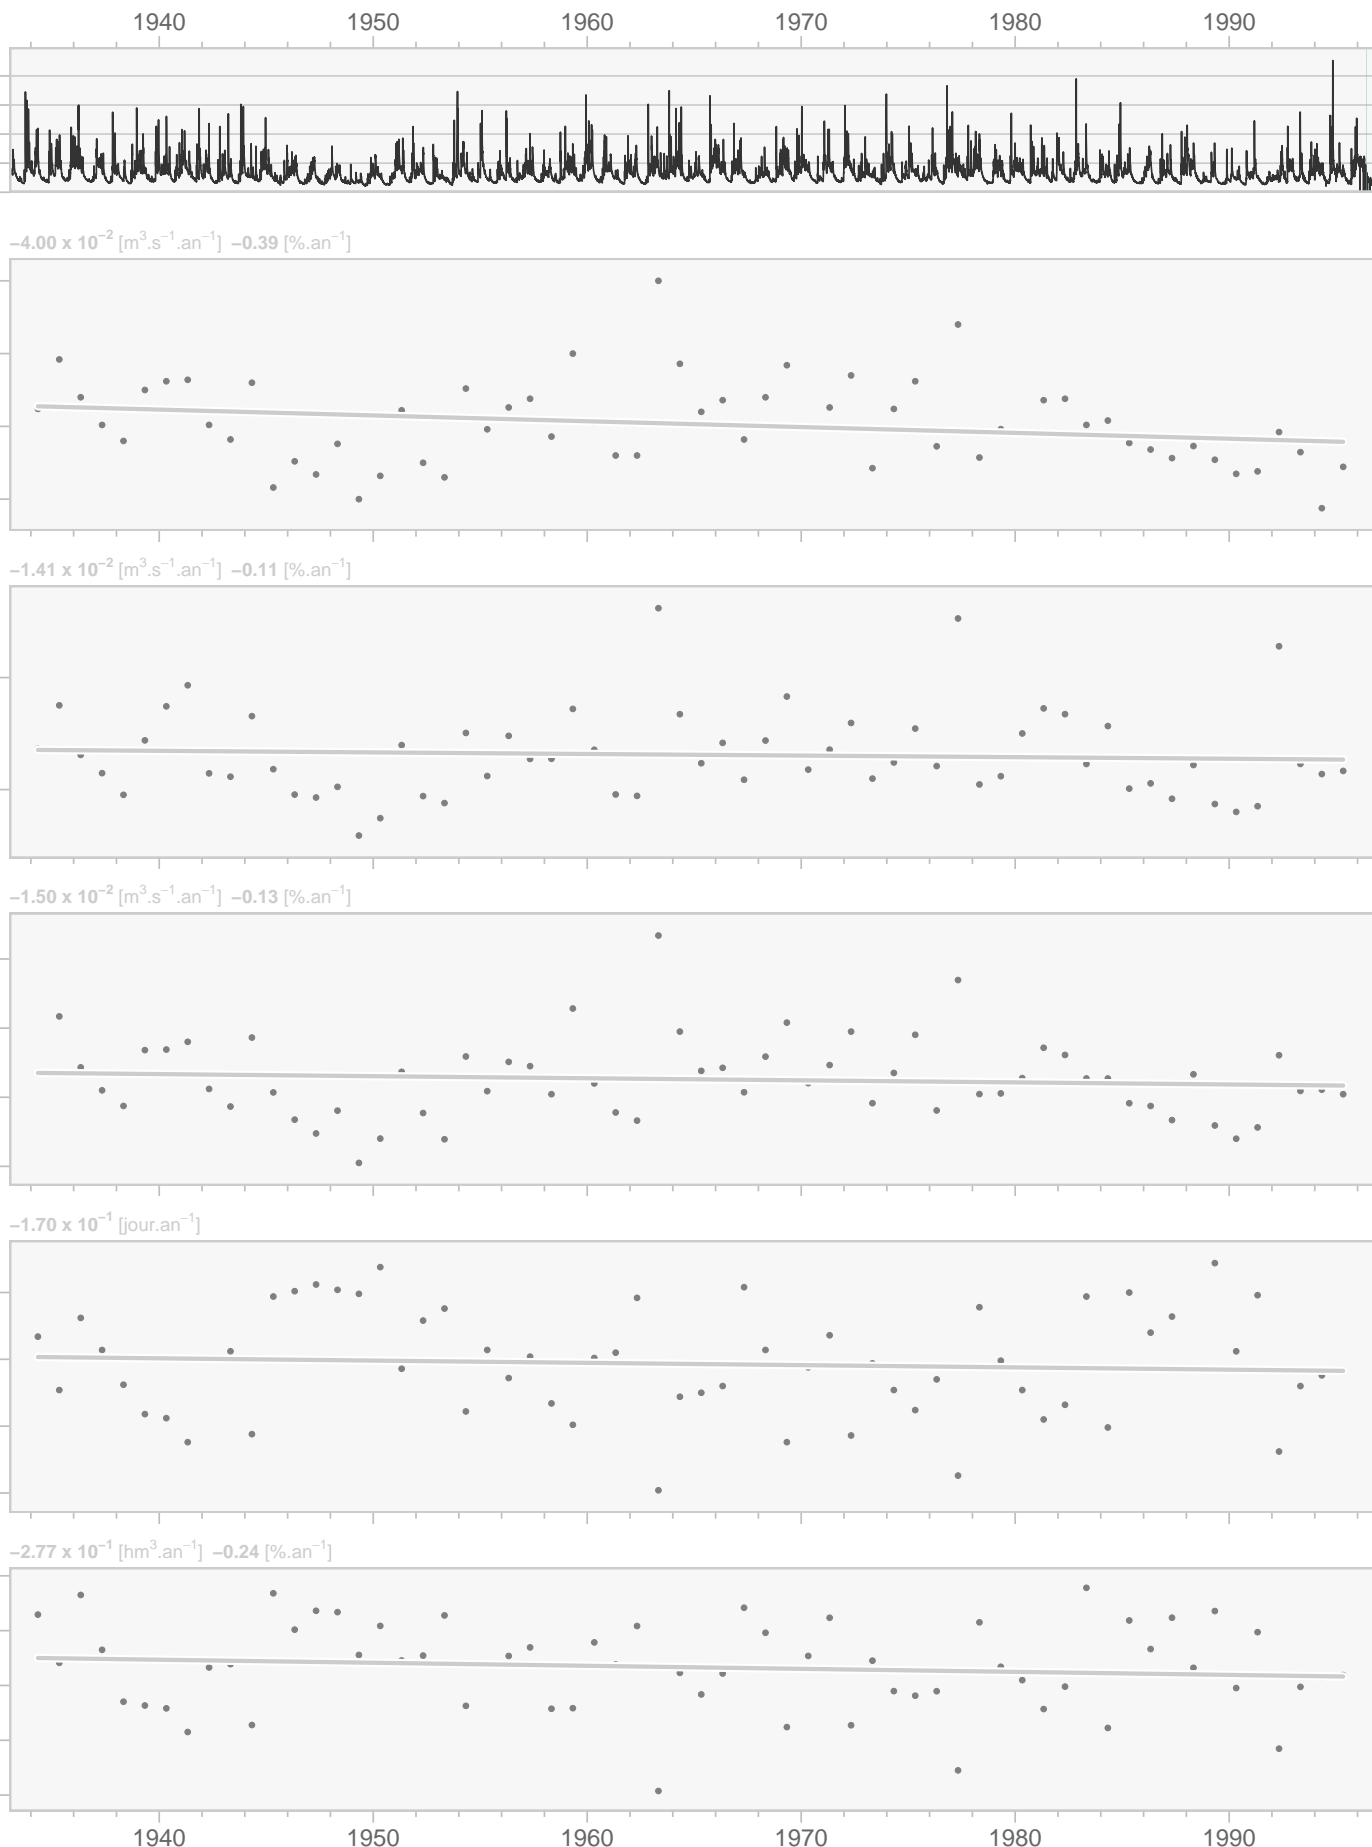 1940 1950 1960 1970 1980 1990
−4.00 x 10⁻² [m³.s⁻¹.an⁻¹] −0.39 [%.an⁻¹]
−1.41 x 10⁻² [m³.s⁻¹.an⁻¹] −0.11 [%.an⁻¹]
−1.50 x 10⁻² [m³.s⁻¹.an⁻¹] −0.13 [%.an⁻¹]
−1.70 x 10⁻¹ [jour.an⁻¹]
−2.77 x 10⁻¹ [hm³.an⁻¹] −0.24 [%.an⁻¹]
1940 1950 1960 1970 1980 1990